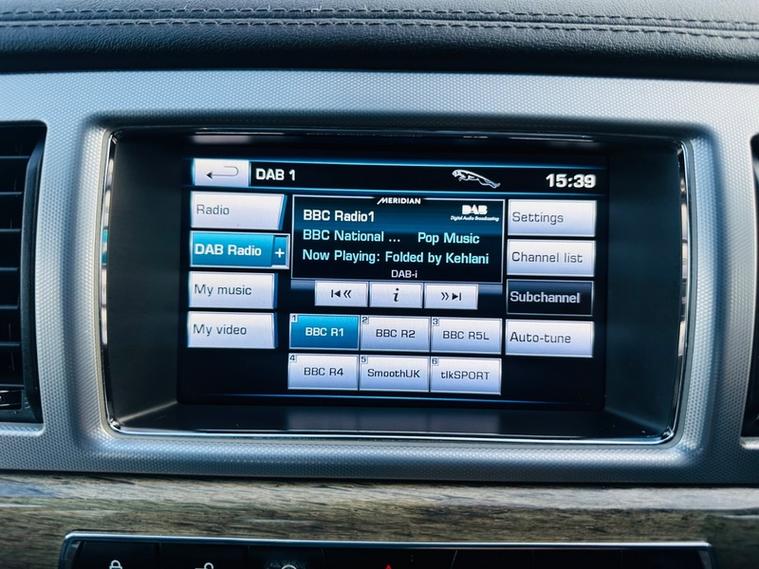 DAB 1
15:39
Radio
DAB Radio +
My music
My video
MERIDIAN
BBC Radio1
DAB
Digital Audio Broadcasting
BBC National ... Pop Music
Now Playing: Folded by Kehlani
DAB-i
i
Settings
Channel list
Subchannel
Auto-tune
1 BBC R1
2 BBC R2
3 BBC R5L
4 BBC R4
5 SmoothUK
6 tlkSPORT